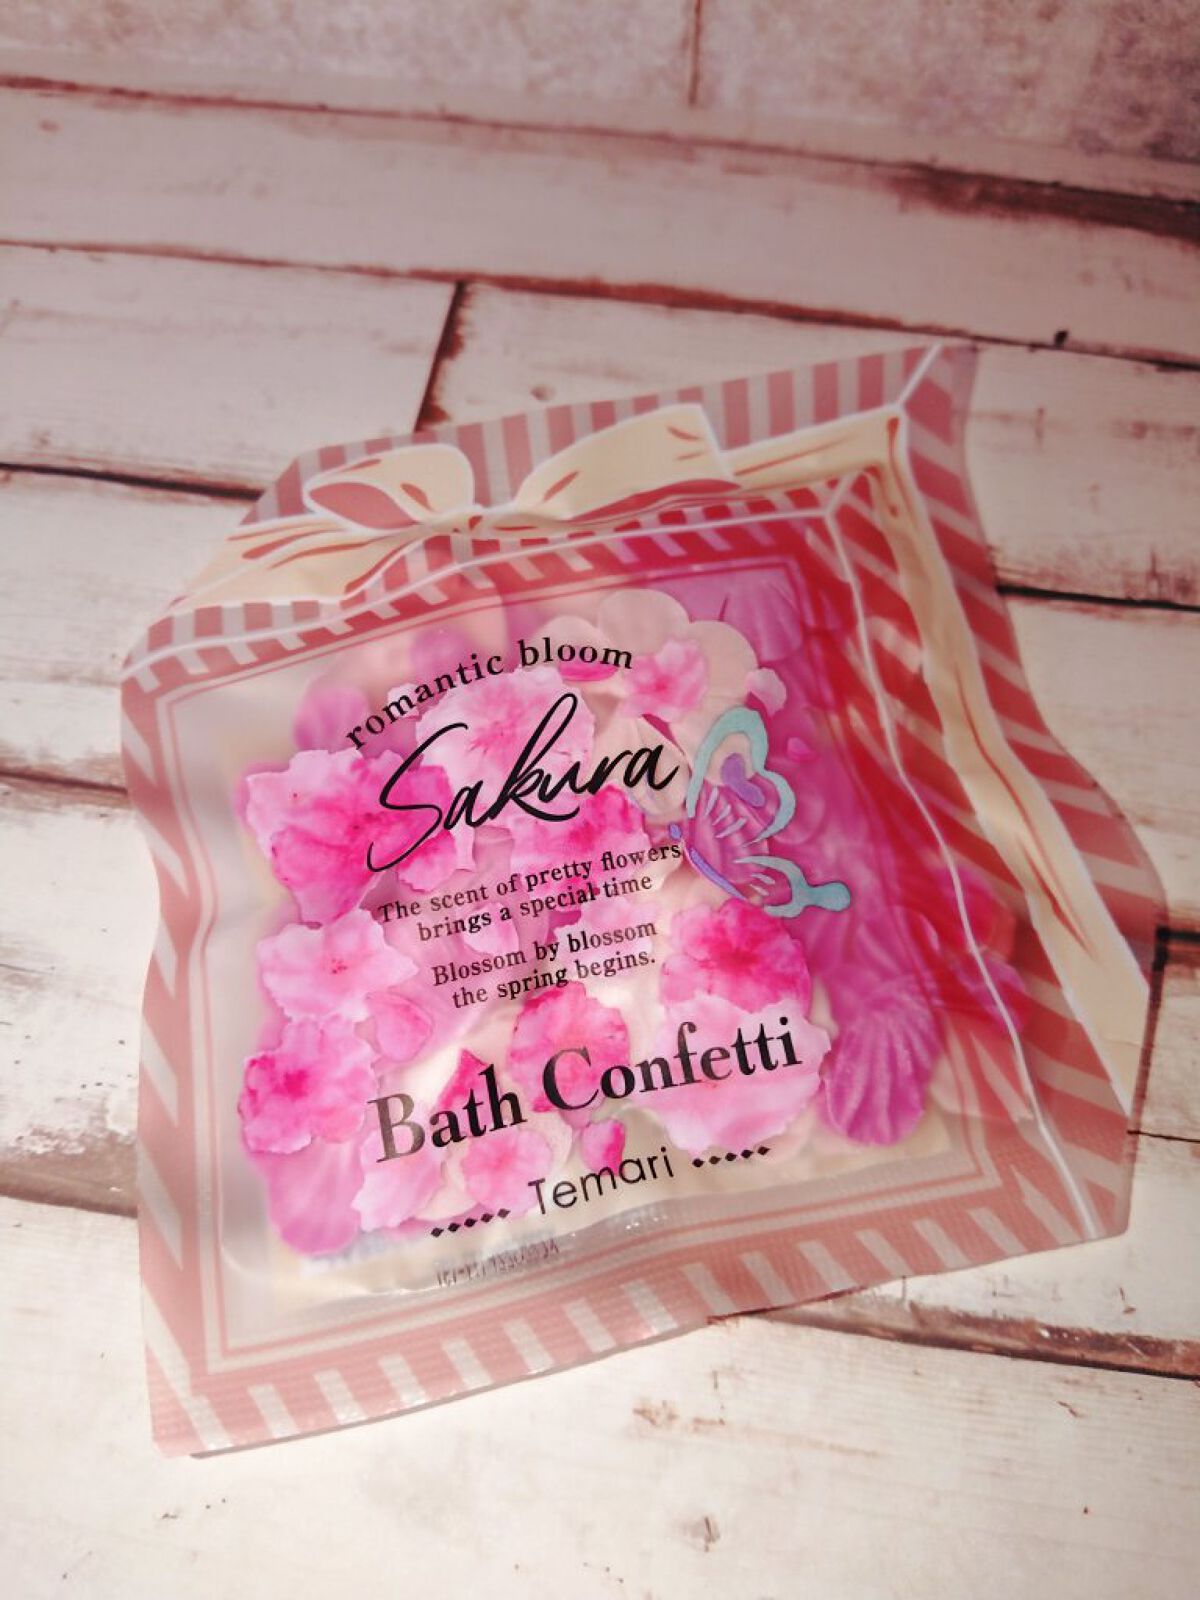 romantic bloom
Sakura
The scent of pretty flowers
brings a special time
Blossom by blossom
the spring begins.
Bath Confetti
Temari